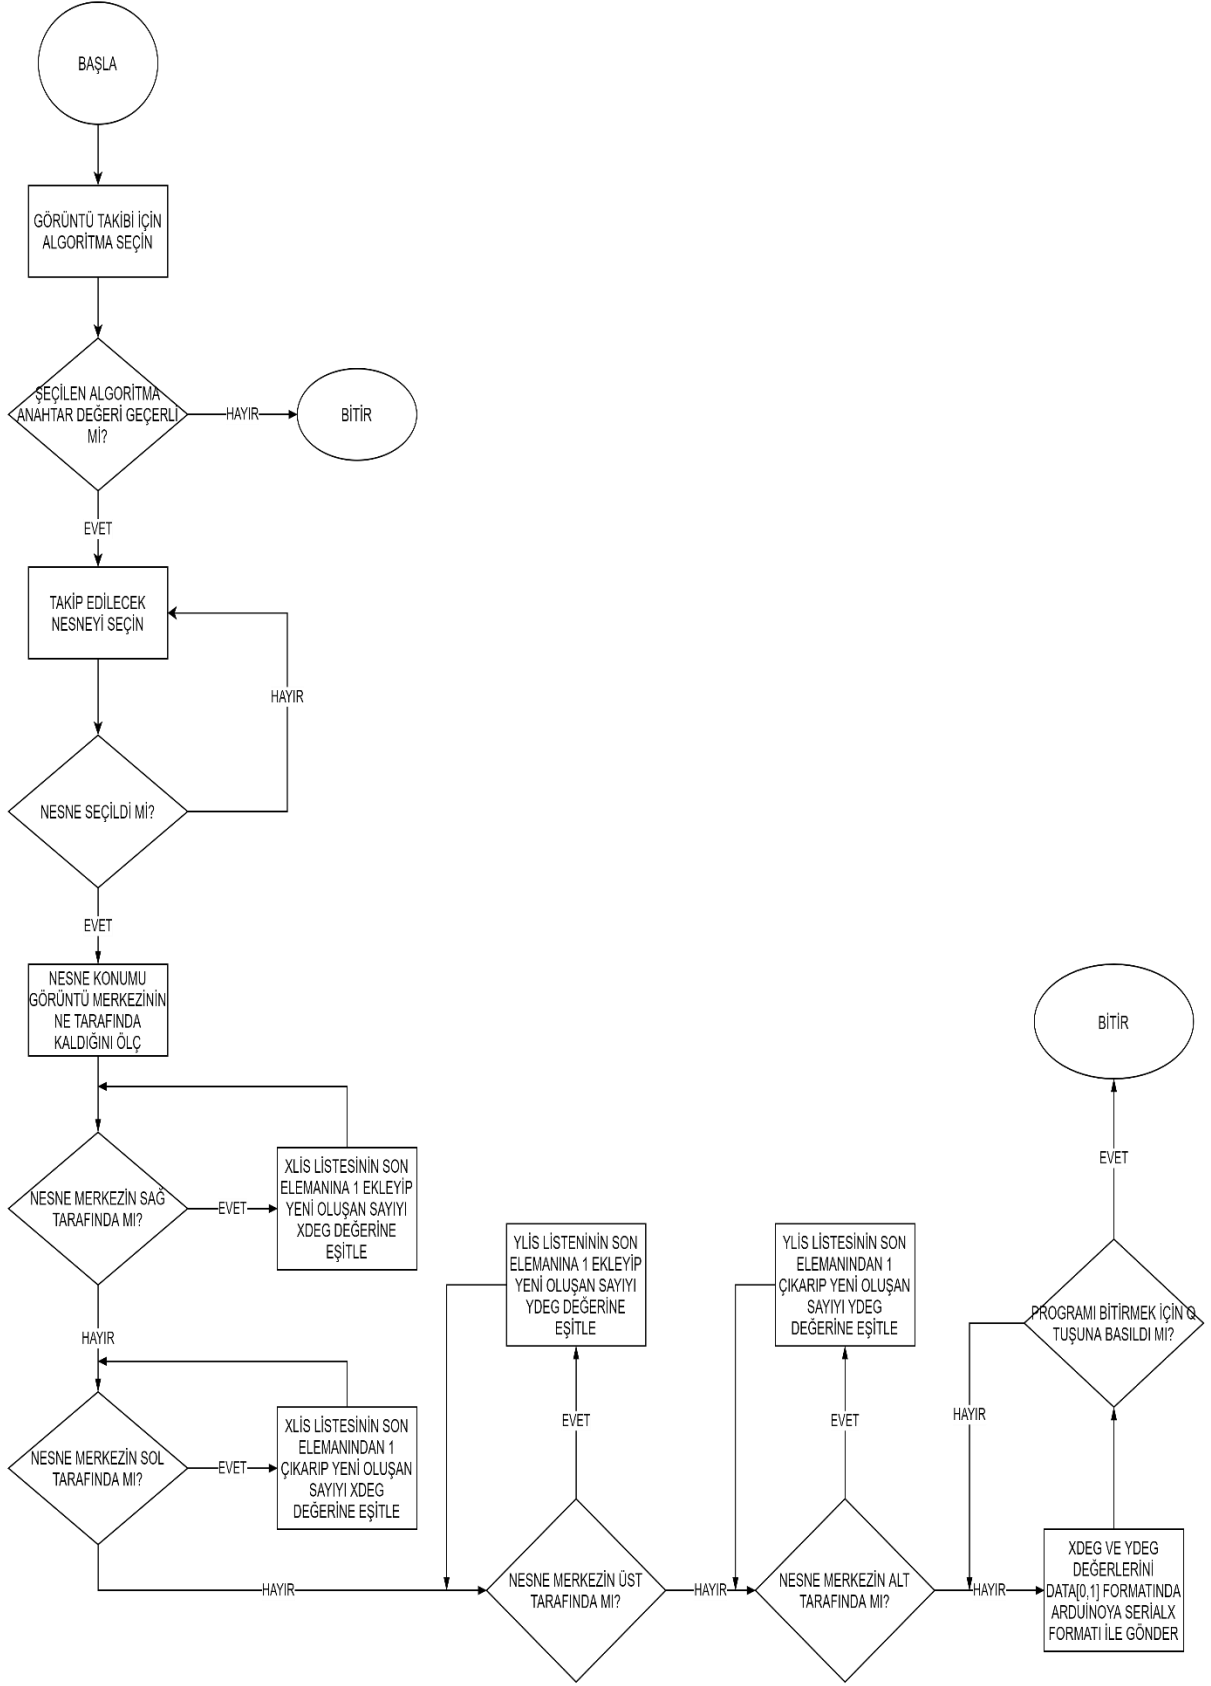 BAŞLA
GÖRÜNTÜ TAKİBİ İÇİN
ALGORİTMA SEÇİN
ŞEÇİLEN ALGORİTMA
ANAHTAR DEĞERİ GEÇERLİ
Mİ?
HAYIR
BİTİR
EVET
TAKİP EDİLECEK
NESNEYİ SEÇİN
HAYIR
NESNE SEÇİLDİ Mİ?
EVET
NESNE KONUMU
GÖRÜNTÜ MERKEZİNİN
NE TARAFINDA
KALDIĞINI ÖLÇ
NESNE MERKEZİN SAĞ
TARAFINDA MI?
EVET
XLİS LİSTESİNİN SON
ELEMANINA 1 EKLEYİP
YENİ OLUŞAN SAYIYI
XDEG DEĞERİNE
EŞİTLE
HAYIR
NESNE MERKEZİN SOL
TARAFINDA MI?
EVET
XLİS LİSTESİNİN SON
ELEMANINDAN 1
ÇIKARIP YENİ OLUŞAN
SAYIYI XDEG
DEĞERİNE EŞİTLE
HAYIR
NESNE MERKEZİN ÜST
TARAFINDA MI?
EVET
YLİS LİSTENİNİN SON
ELEMANINA 1 EKLEYİP
YENİ OLUŞAN SAYIYI
YDEG DEĞERİNE
EŞİTLE
HAYIR
NESNE MERKEZİN ALT
TARAFINDA MI?
EVET
YLİS LİSTESİNİN SON
ELEMANINDAN 1
ÇIKARIP YENİ OLUŞAN
SAYIYI YDEG
DEĞERİNE EŞİTLE
HAYIR
XDEG VE YDEG
DEĞERLERİNİ
DATA[0,1] FORMATINDA
ARDUİNOYA SERİALX
FORMATI İLE GÖNDER
PROGRAMI BİTİRMEK İÇİN Q
TUŞUNA BASILDI MI?
HAYIR
EVET
BİTİR